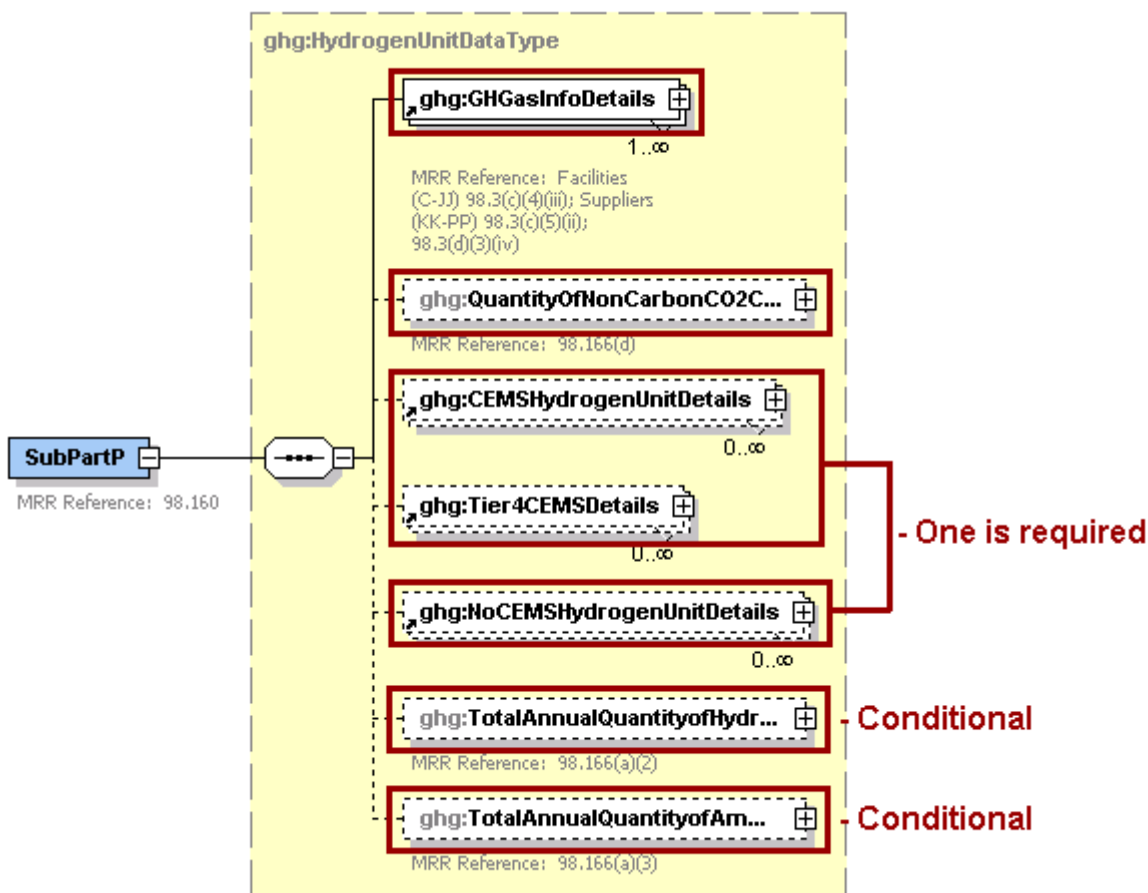 ghg:HydrogenUnitDataType
ghg:GHGasInfoDetails
1..∞
MRR Reference: Facilities
(C-JJ) 98.3(c)(4)(iii); Suppliers
(KK-PP) 98.3(c)(5)(ii);
98.3(d)(3)(iv)
ghg:QuantityOfNonCarbonCO2C...
MRR Reference: 98.166(d)
ghg:CEMSHydrogenUnitDetails
0..∞
SubPartP
MRR Reference: 98.160
ghg:Tier4CEMSDetails
0..∞
- One is required
ghg:NoCEMSHydrogenUnitDetails
0..∞
ghg:TotalAnnualQuantityofHydr...
- Conditional
MRR Reference: 98.166(a)(2)
ghg:TotalAnnualQuantityofAm...
- Conditional
MRR Reference: 98.166(a)(3)